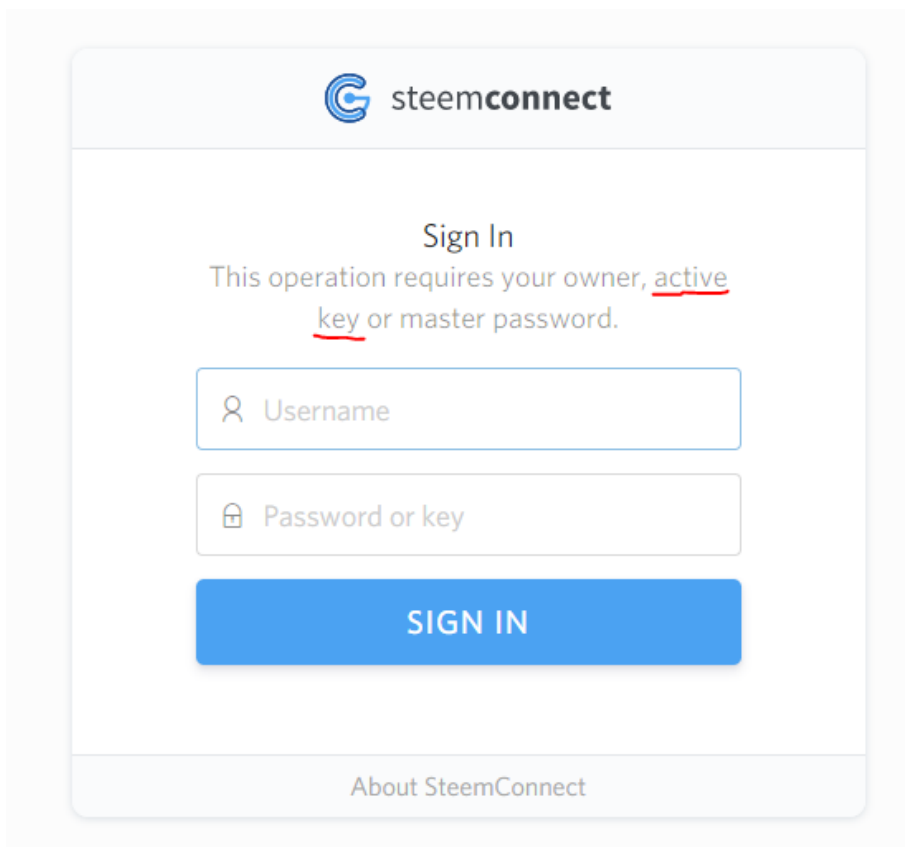 steemconnect
Sign In
This operation requires your owner, active
key or master password.
Username
Password or key
SIGN IN
About SteemConnect